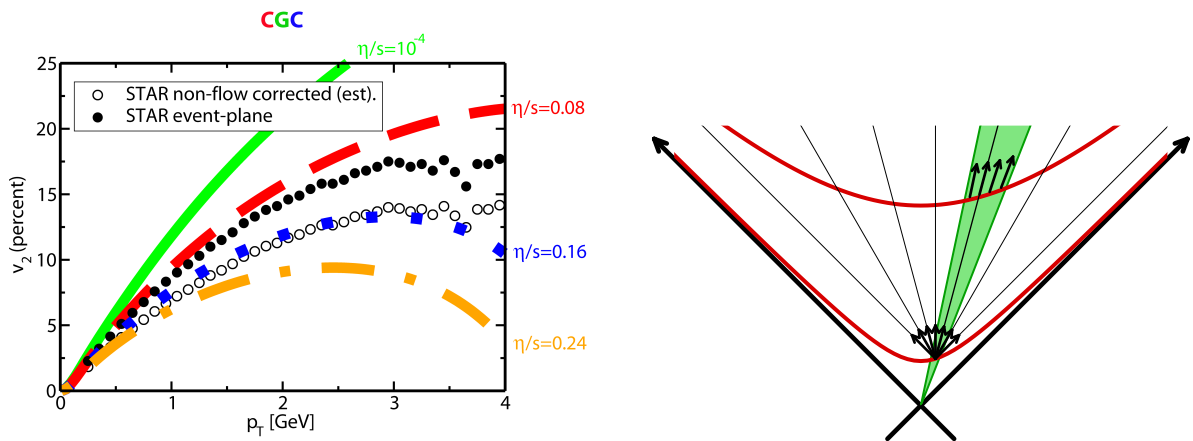 CGC
η/s=10-4
25
STAR non-flow corrected (est).
STAR event-plane
20
η/s=0.08
15
v2 (percent)
10
η/s=0.16
5
η/s=0.24
0
0 1 2 3 4
pT [GeV]